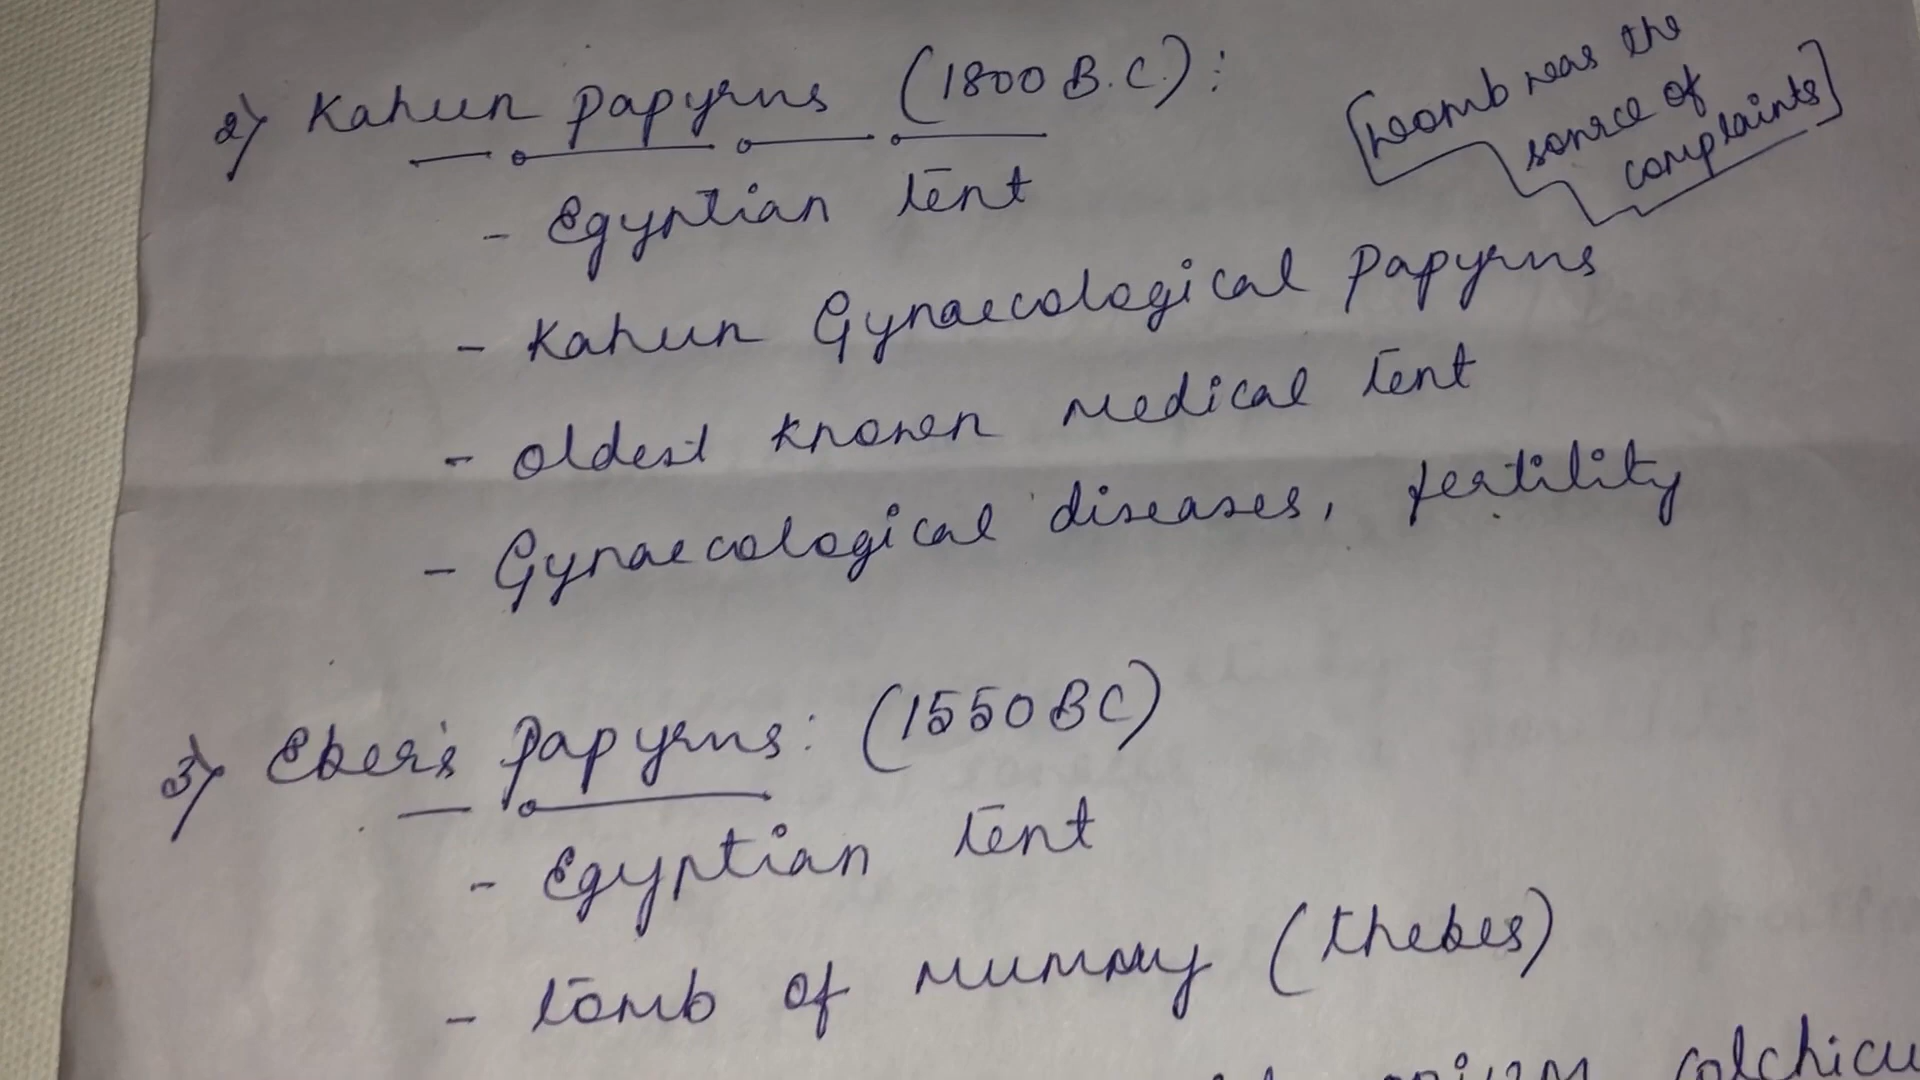 2) Kahun papyrus (1800 B.C.):
[womb was the
source of
complaints]
- Egyptian text
- Kahun Gynaecological papyrus
- oldest known medical text
- Gynaecological diseases, fertility
3) Eber's papyrus: (1550 BC)
- Egyptian text
- tomb of mummy (thebes)
opium colchicu